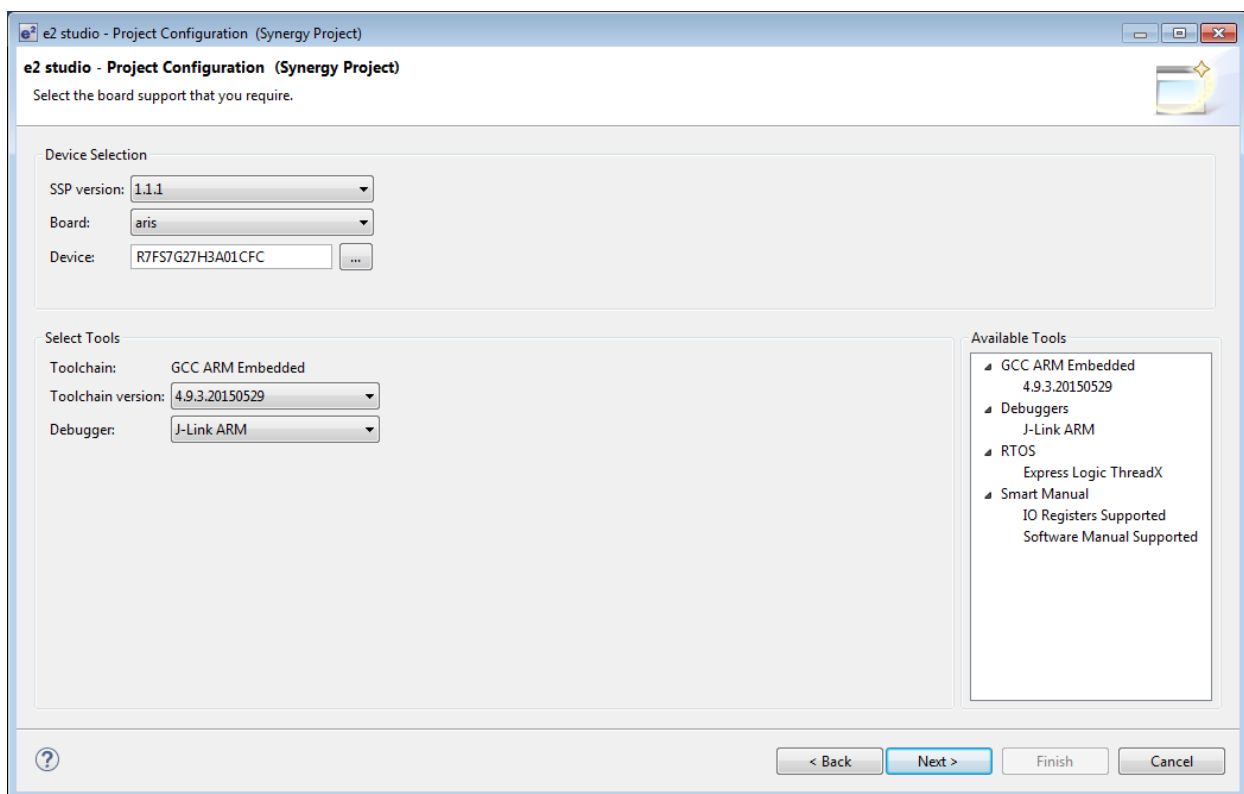 e² e2 studio - Project Configuration (Synergy Project)
e2 studio - Project Configuration (Synergy Project)
Select the board support that you require.
Device Selection
SSP version: 1.1.1
Board: aris
Device: R7FS7G27H3A01CFC ...
Select Tools
Toolchain: GCC ARM Embedded
Toolchain version: 4.9.3.20150529
Debugger: J-Link ARM
Available Tools
GCC ARM Embedded
4.9.3.20150529
Debuggers
J-Link ARM
RTOS
Express Logic ThreadX
Smart Manual
IO Registers Supported
Software Manual Supported
? < Back Next > Finish Cancel